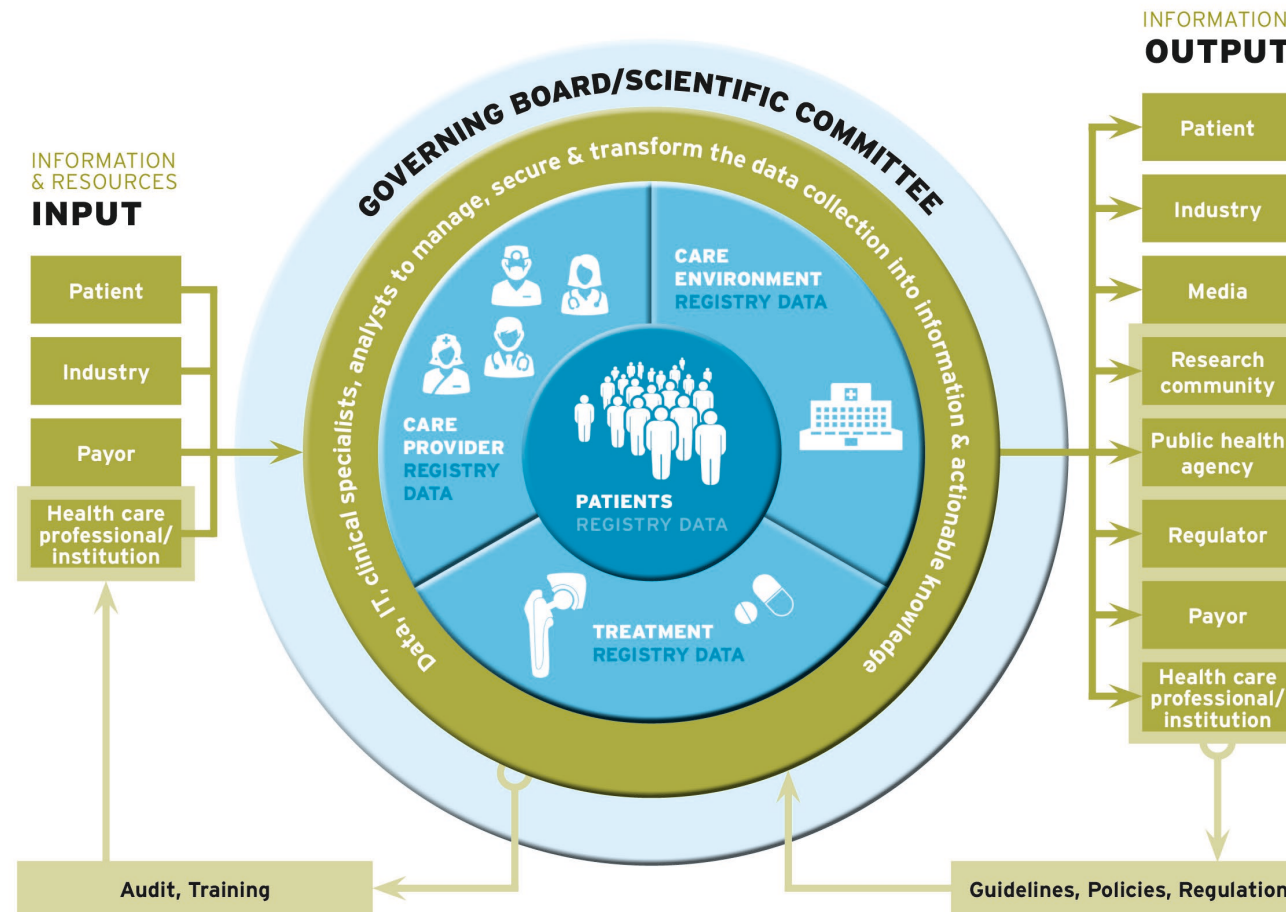 INFORMATION
& RESOURCES
INPUT
Patient
Industry
Payor
Health care
professional/
institution
GOVERNING BOARD/SCIENTIFIC COMMITTEE
Data, IT, clinical specialists, analysts to manage, secure & transform the data collection into information & actionable knowledge
CARE
PROVIDER
REGISTRY
DATA
CARE
ENVIRONMENT
REGISTRY DATA
PATIENTS
REGISTRY DATA
TREATMENT
REGISTRY DATA
INFORMATION
OUTPUT
Patient
Industry
Media
Research
community
Public health
agency
Regulator
Payor
Health care
professional/
institution
Audit, Training
Guidelines, Policies, Regulation